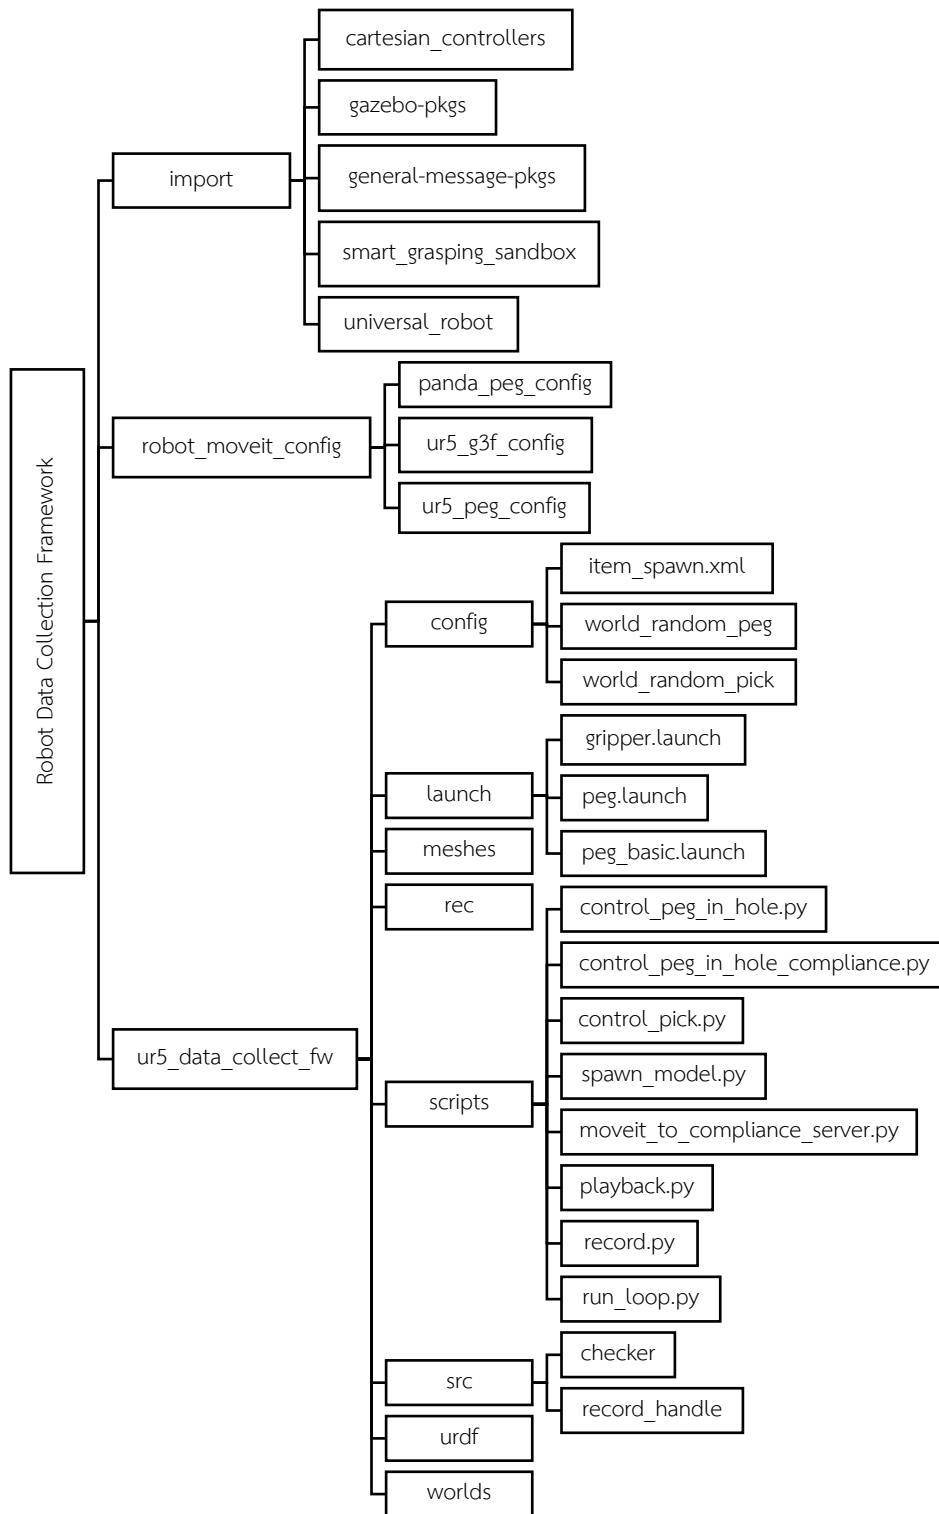 Robot Data Collection Framework
import
cartesian_controllers
gazebo-pkgs
general-message-pkgs
smart_grasping_sandbox
universal_robot
robot_moveit_config
panda_peg_config
ur5_g3f_config
ur5_peg_config
ur5_data_collect_fw
config
item_spawn.xml
world_random_peg
world_random_pick
launch
gripper.launch
peg.launch
peg_basic.launch
meshes
rec
scripts
control_peg_in_hole.py
control_peg_in_hole_compliance.py
control_pick.py
spawn_model.py
moveit_to_compliance_server.py
playback.py
record.py
run_loop.py
src
checker
record_handle
urdf
worlds